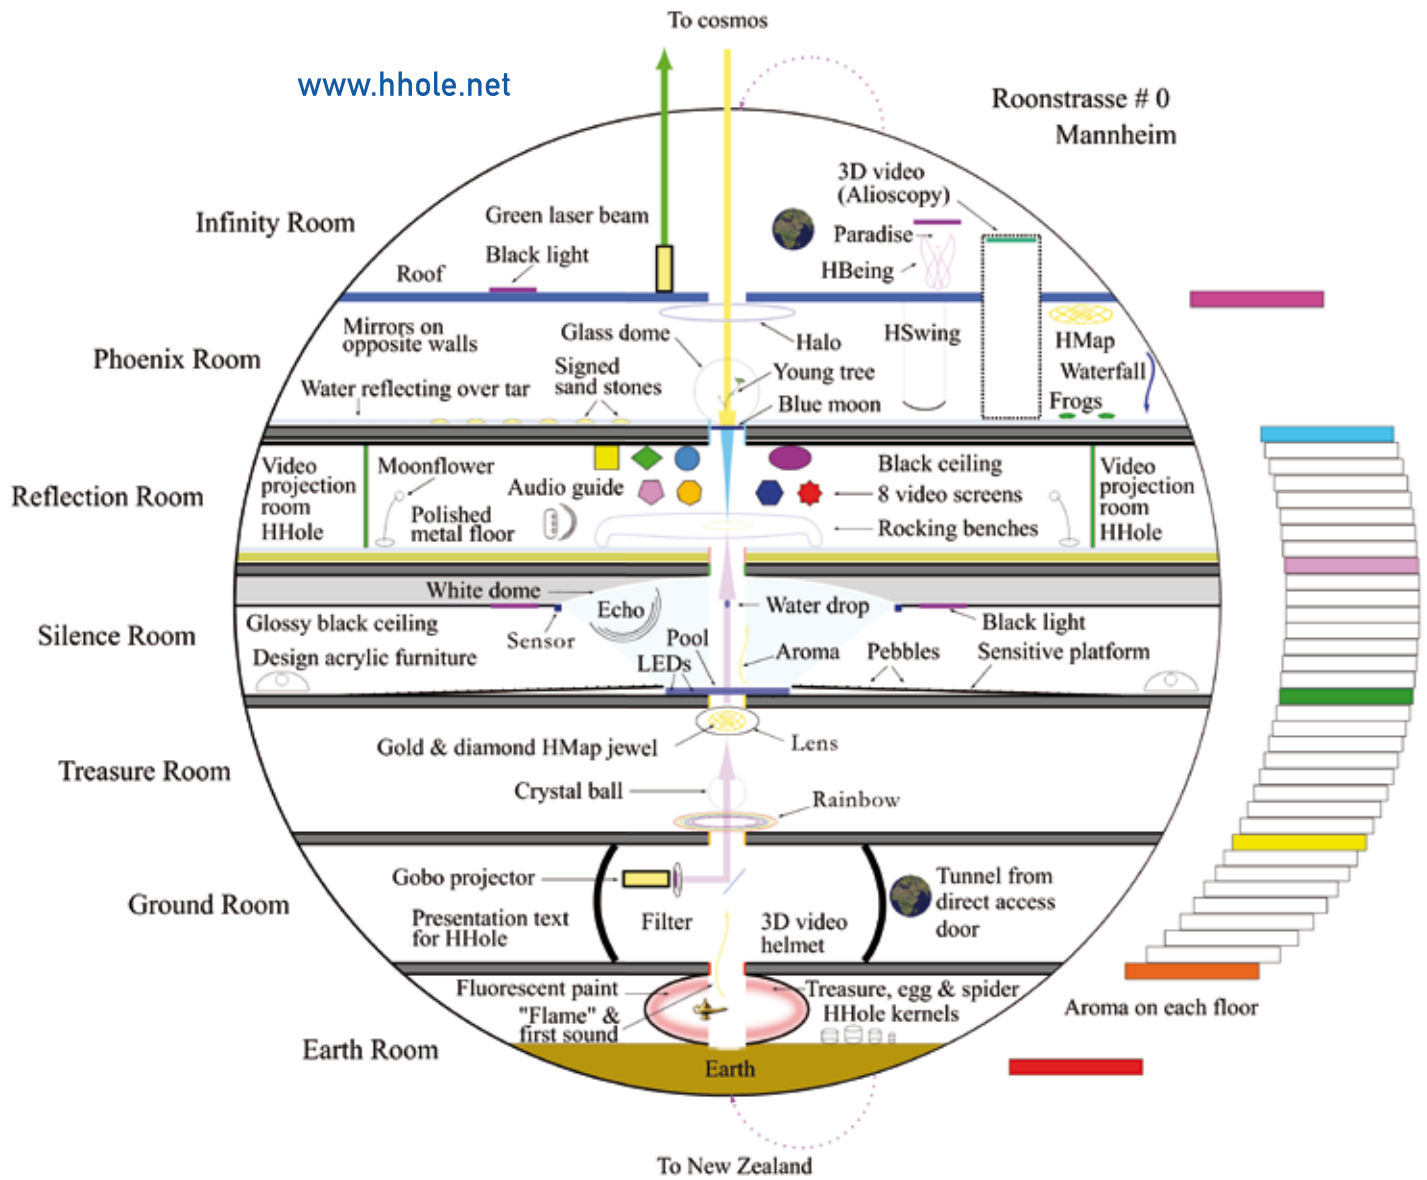 To cosmos
www.hhole.net
Roonstrasse # 0
Mannheim
Infinity Room
Green laser beam
Black light
Roof
3D video
(Alioscopy)
Paradise
HBeing
Phoenix Room
Mirrors on
opposite walls
Glass dome
Halo
HSwing
HMap
Waterfall
Water reflecting over tar
Signed
sand stones
Young tree
Blue moon
Frogs
Reflection Room
Video
projection
room
HHole
Moonflower
Polished
metal floor
Audio guide
Black ceiling
8 video screens
Rocking benches
Video
projection
room
HHole
Silence Room
White dome
Echo
Water drop
Glossy black ceiling
Sensor
Black light
Design acrylic furniture
Pool
LEDs
Aroma
Pebbles
Sensitive platform
Treasure Room
Gold & diamond HMap jewel
Lens
Crystal ball
Rainbow
Ground Room
Gobo projector
Presentation text
for HHole
Filter
3D video
helmet
Tunnel from
direct access
door
Earth Room
Fluorescent paint
"Flame" &
first sound
Treasure, egg & spider
HHole kernels
Aroma on each floor
Earth
To New Zealand